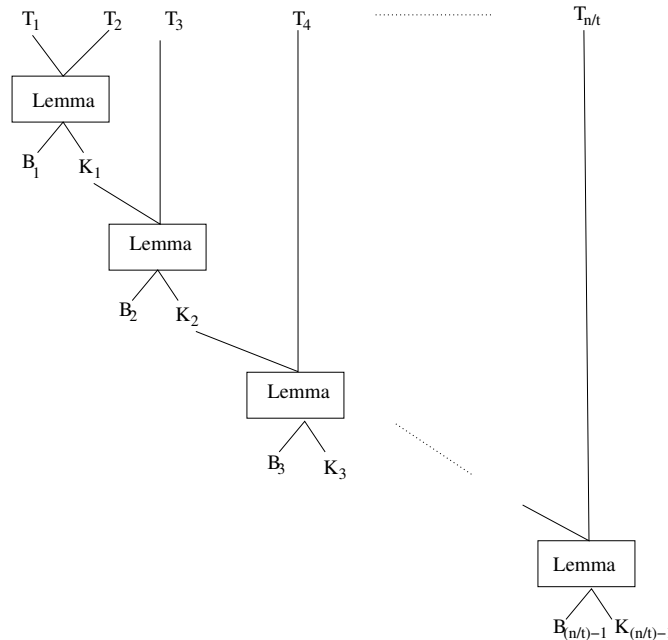 T1 T2 T3 T4 Tn/t
Lemma
B1 K1
Lemma
B2 K2
Lemma
B3 K3
Lemma
B(n/t)−1 K(n/t)−